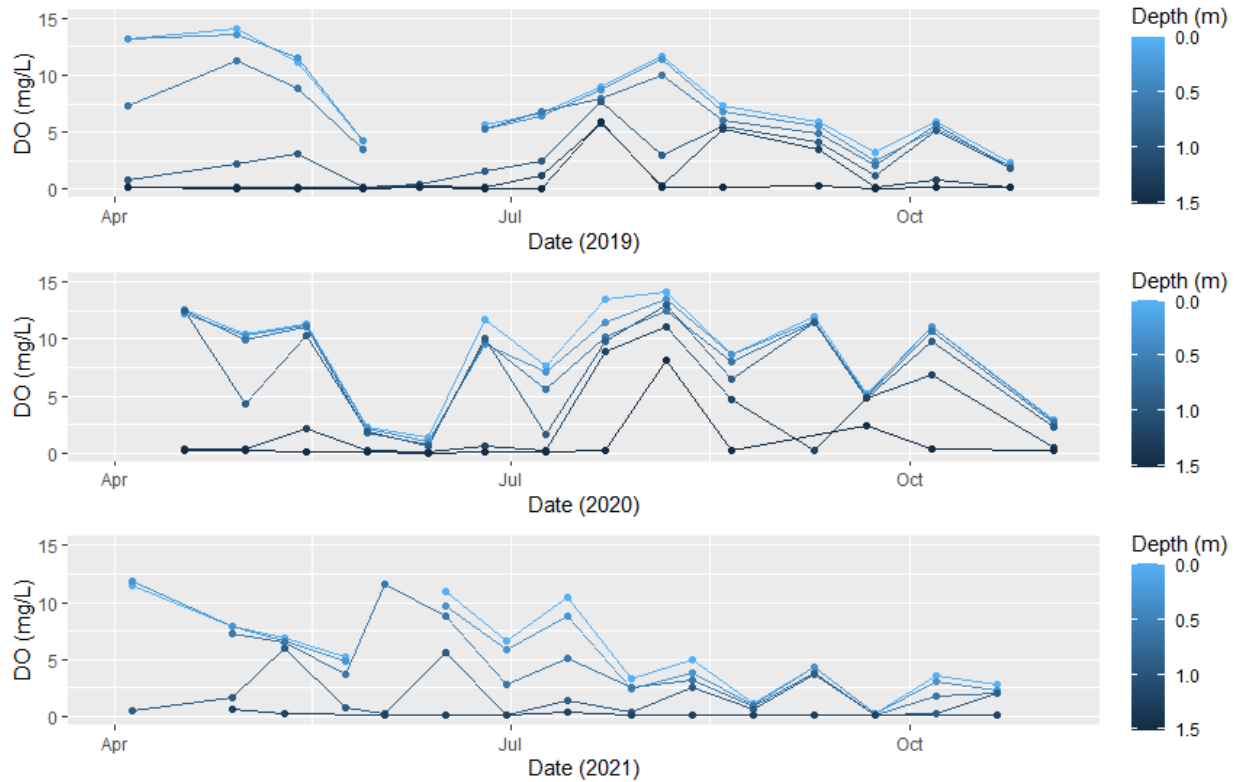 15
10
5
0
DO (mg/L)
Apr
Jul
Oct
Date (2019)
Depth (m)
0.0
0.5
1.0
1.5
15
10
5
0
DO (mg/L)
Apr
Jul
Oct
Date (2020)
Depth (m)
0.0
0.5
1.0
1.5
15
10
5
0
DO (mg/L)
Apr
Jul
Oct
Date (2021)
Depth (m)
0.0
0.5
1.0
1.5